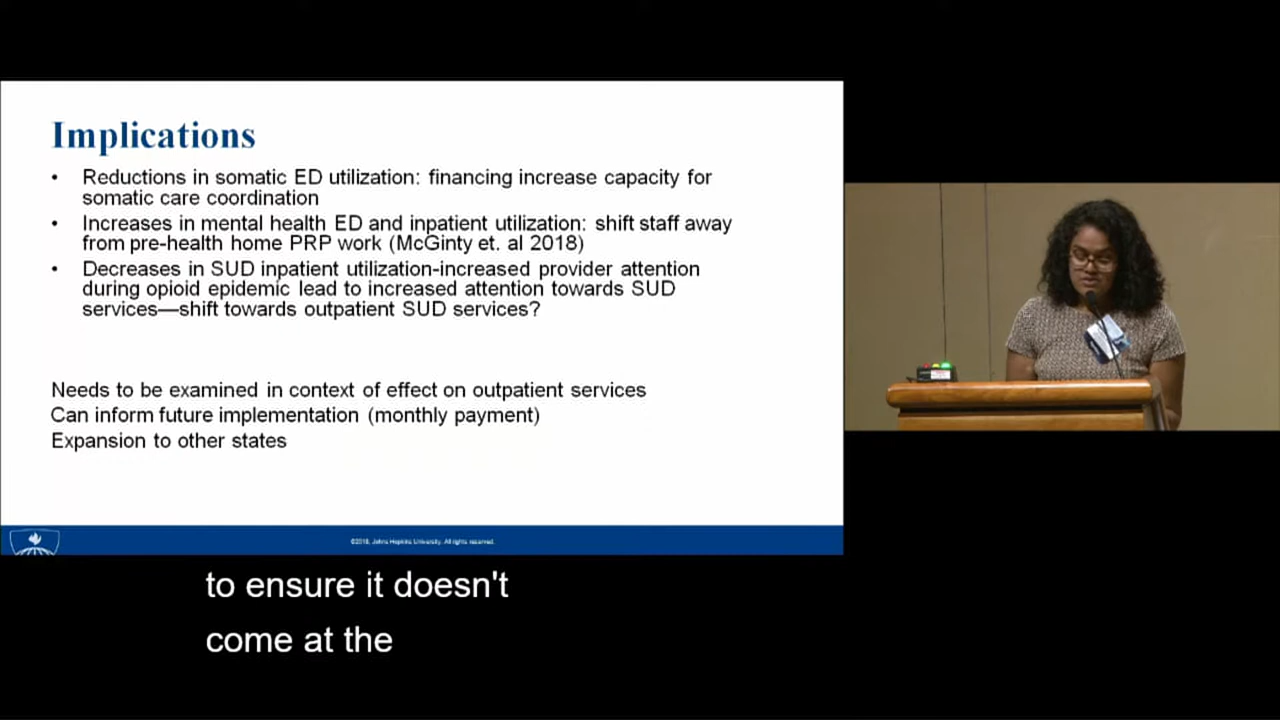 Implications
• Reductions in somatic ED utilization: financing increase capacity for
somatic care coordination
• Increases in mental health ED and inpatient utilization: shift staff away
from pre-health home PRP work (McGinty et. al 2018)
• Decreases in SUD inpatient utilization-increased provider attention
during opioid epidemic lead to increased attention towards SUD
services—shift towards outpatient SUD services?
Needs to be examined in context of effect on outpatient services
Can inform future implementation (monthly payment)
Expansion to other states
©2018, Johns Hopkins University. All rights reserved.
to ensure it doesn't
come at the